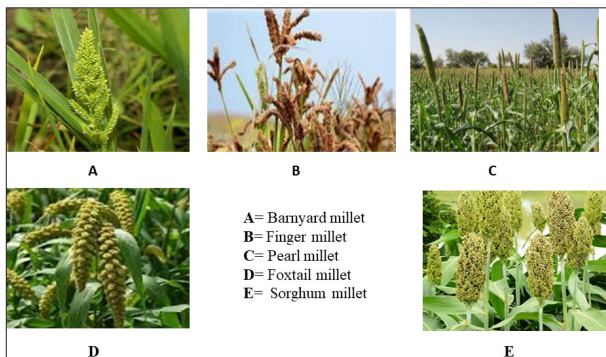 A
B
C
A= Barnyard millet
B= Finger millet
C= Pearl millet
D= Foxtail millet
E= Sorghum millet
D
E